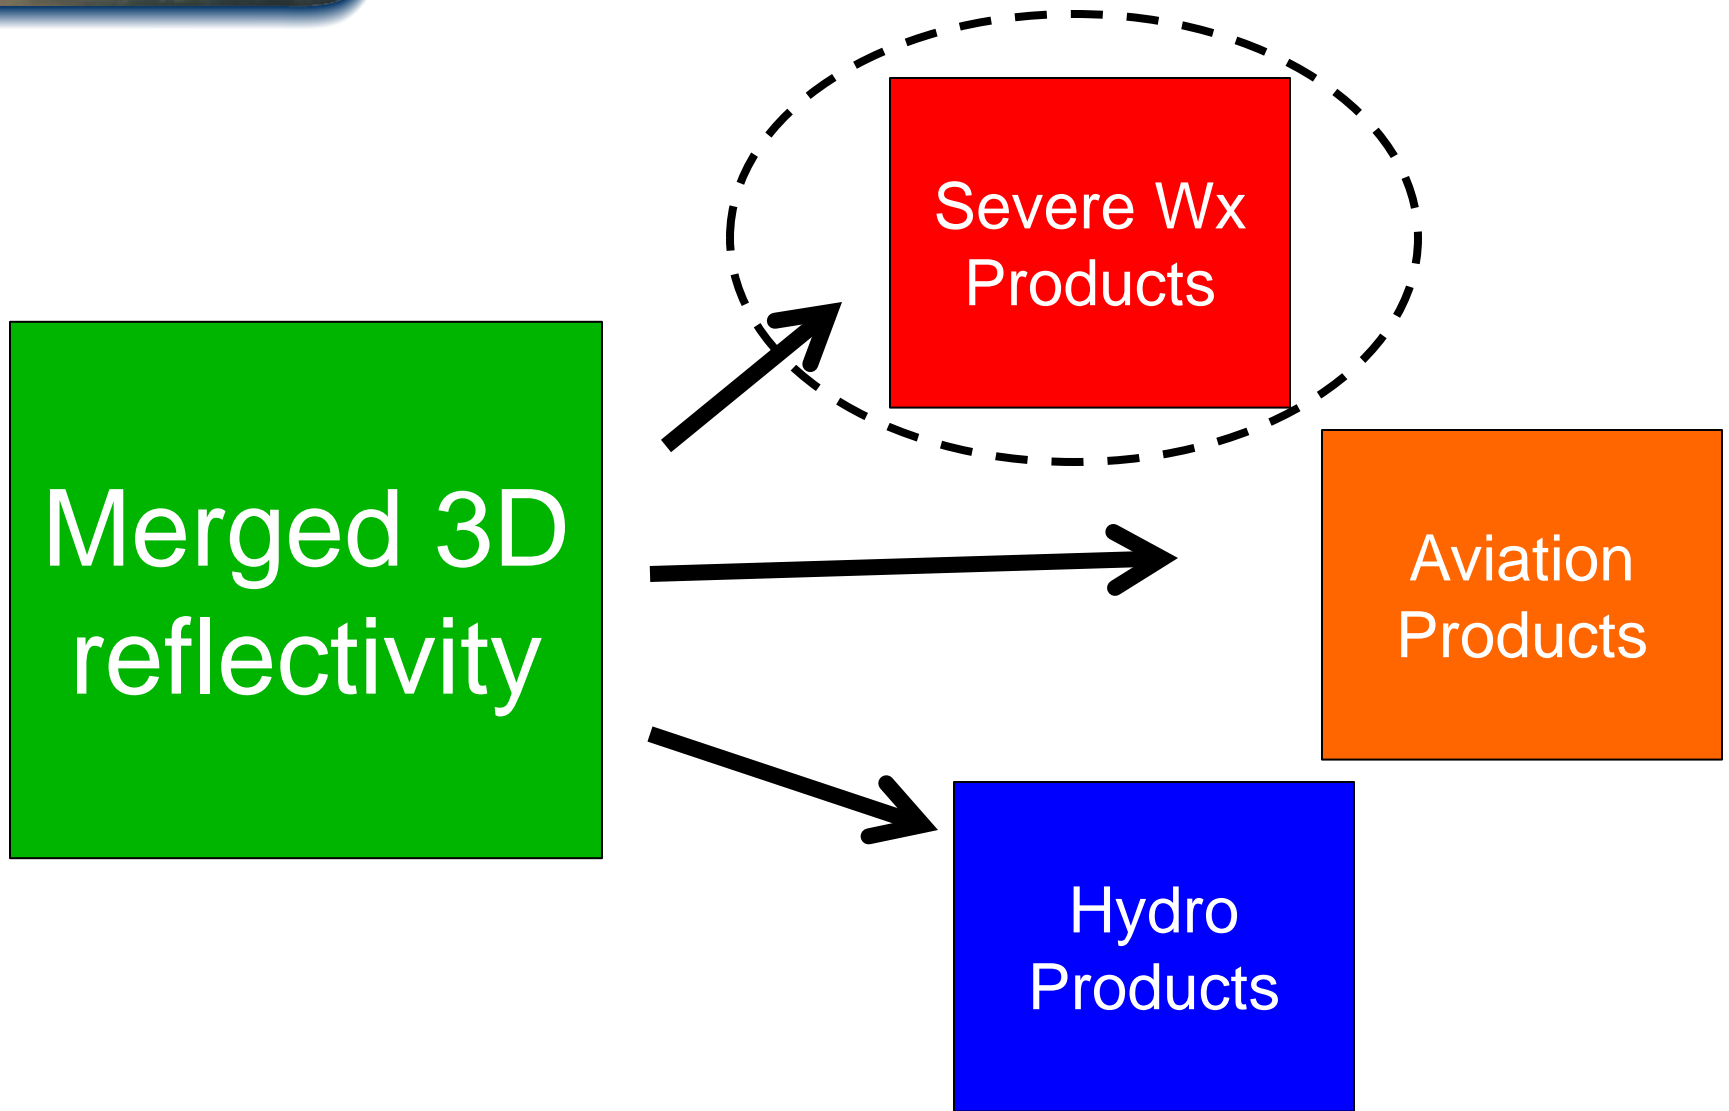 Severe Wx
Products
Merged 3D
reflectivity
Aviation
Products
Hydro
Products